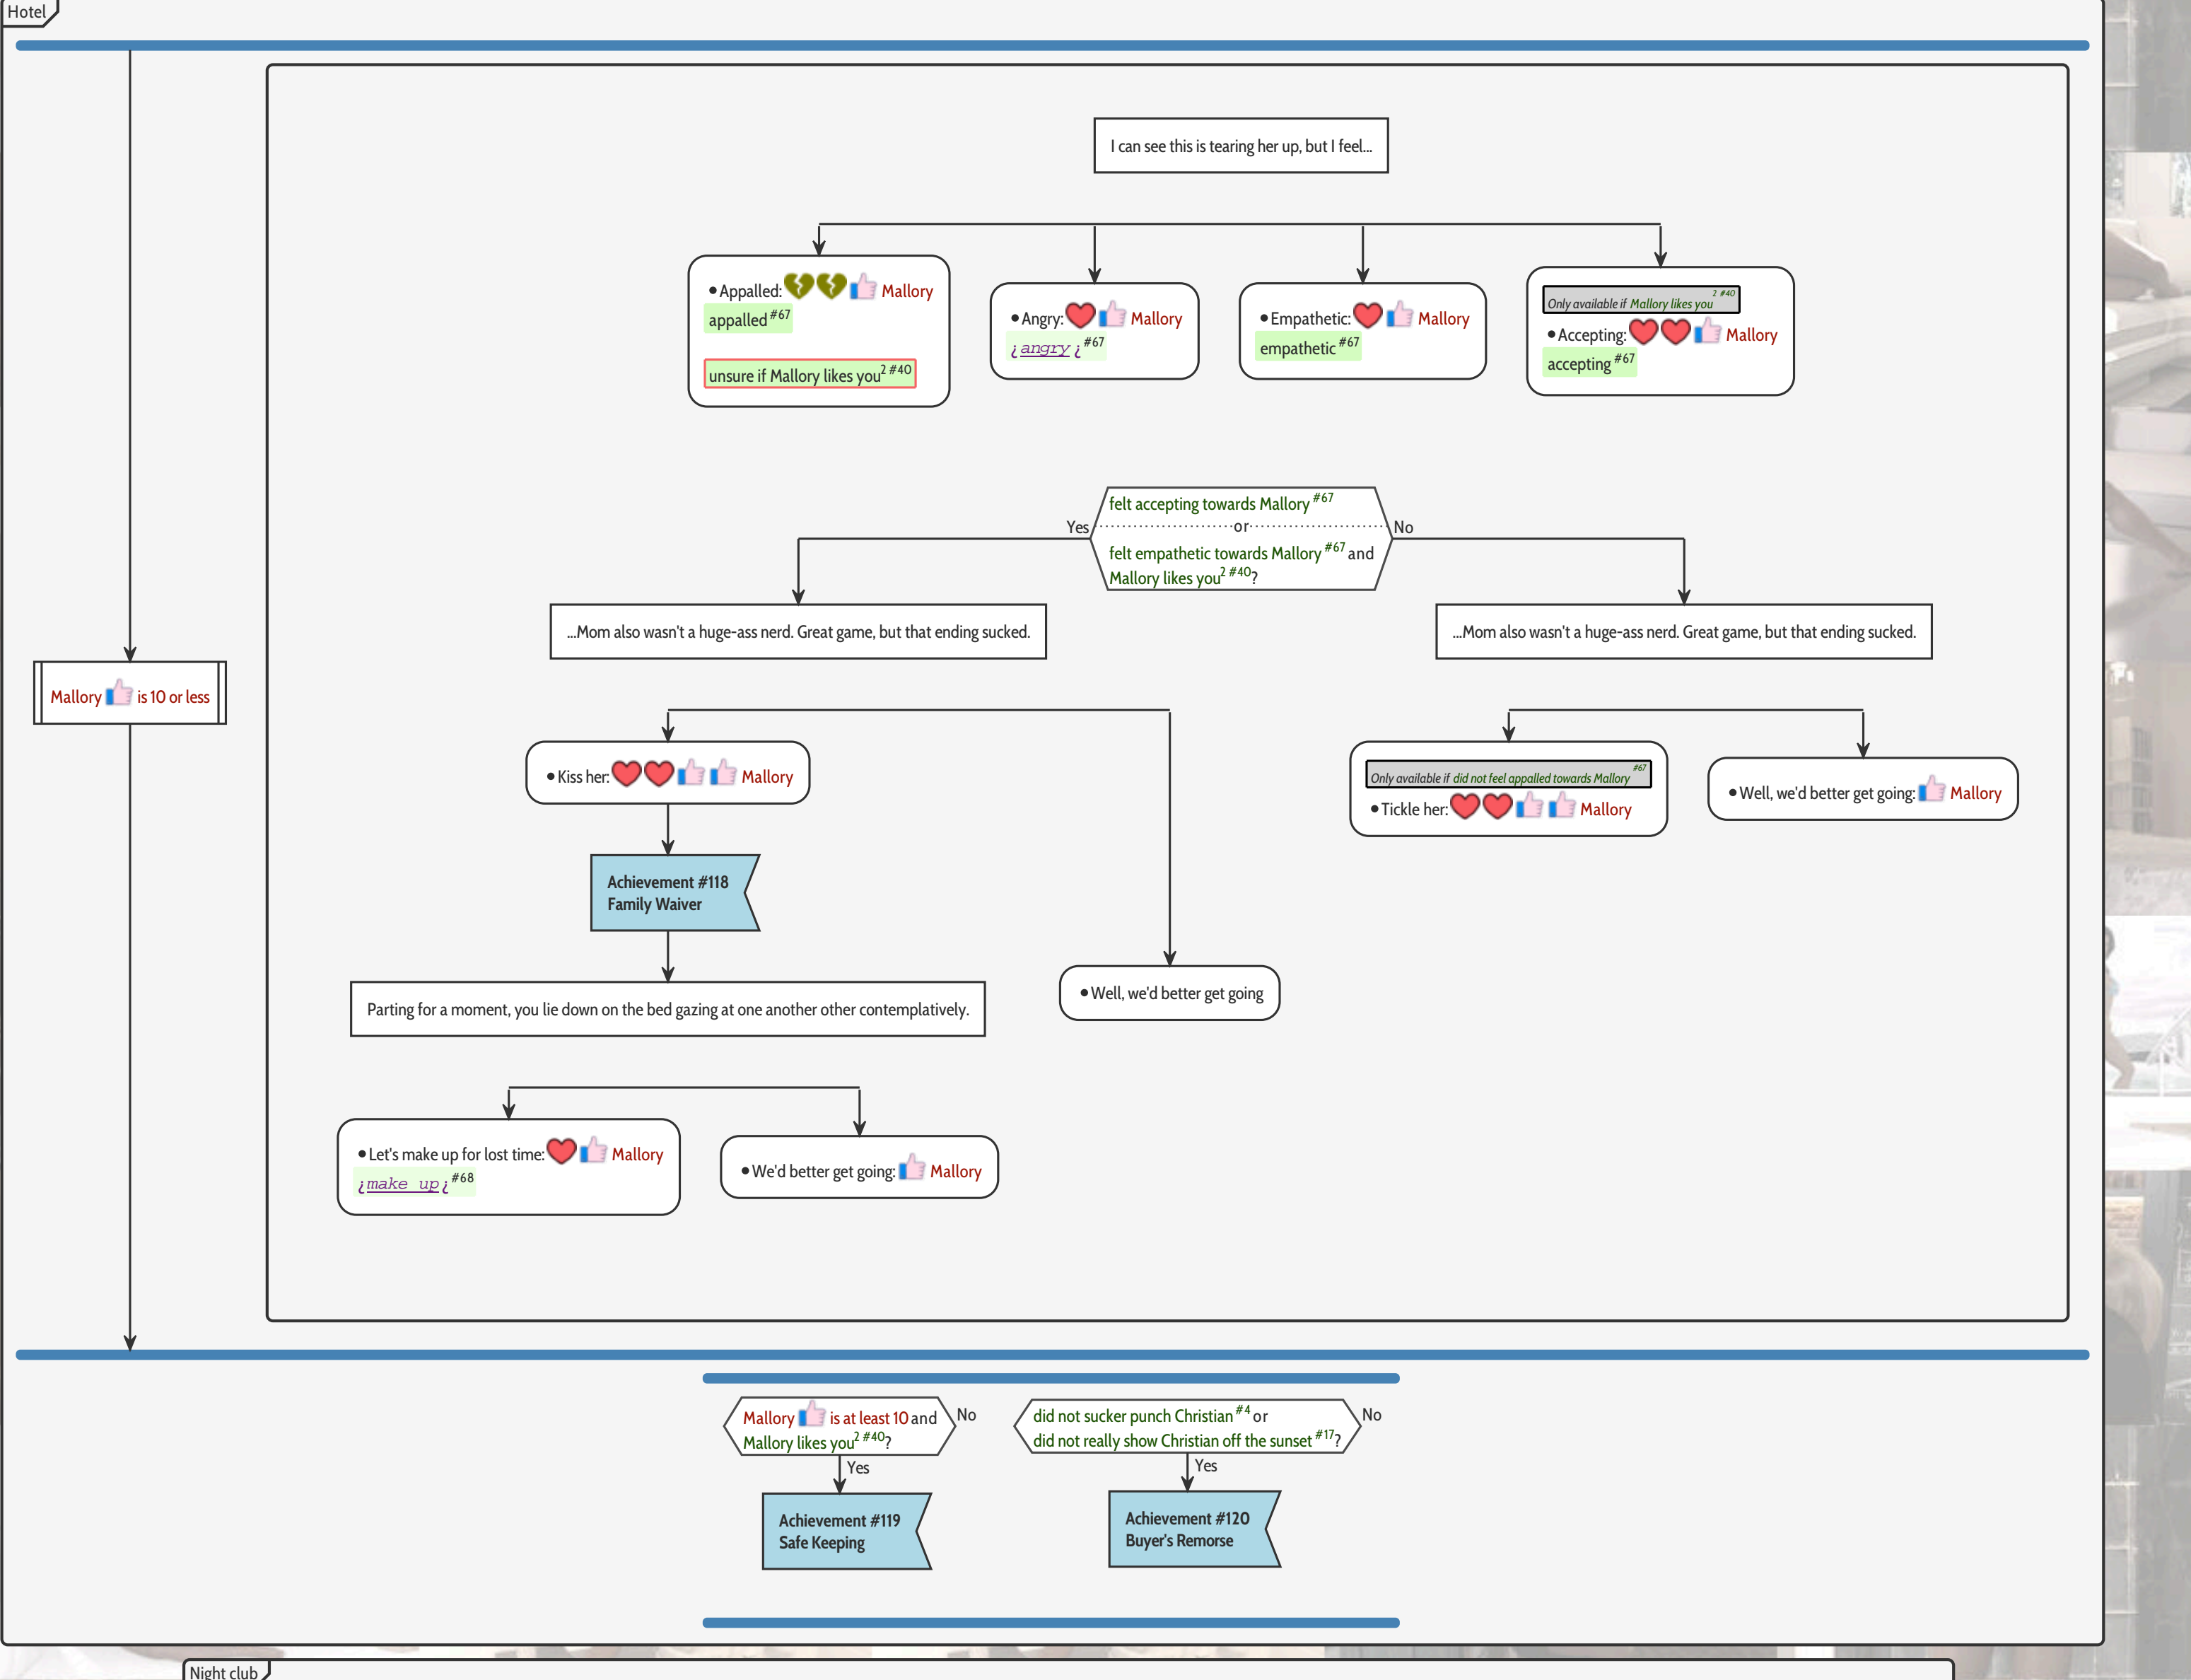 Hotel
I can see this is tearing her up, but I feel...
•Appalled: Mallory
appalled #67
unsure if Mallory likes you2 #40
•Angry: Mallory
¿angry¿ #67
•Empathetic: Mallory
empathetic #67
Only available if Mallory likes you 2 #40
•Accepting: Mallory
accepting #67
felt accepting towards Mallory #67
Yes
or
No
felt empathetic towards Mallory #67 and
Mallory likes you2 #40?
...Mom also wasn't a huge-ass nerd. Great game, but that ending sucked.
...Mom also wasn't a huge-ass nerd. Great game, but that ending sucked.
Mallory is 10 or less
•Kiss her: Mallory
Only available if did not feel appalled towards Mallory #67
•Tickle her: Mallory
•Well, we'd better get going: Mallory
Achievement #118
Family Waiver
Parting for a moment, you lie down on the bed gazing at one another other contemplatively.
•Well, we'd better get going
•Let's make up for lost time: Mallory
¿make up¿ #68
•We'd better get going: Mallory
Mallory is at least 10 and
Mallory likes you2 #40?
No
Yes
Achievement #119
Safe Keeping
did not sucker punch Christian #4 or
did not really show Christian off the sunset #17?
No
Yes
Achievement #120
Buyer's Remorse
Night club